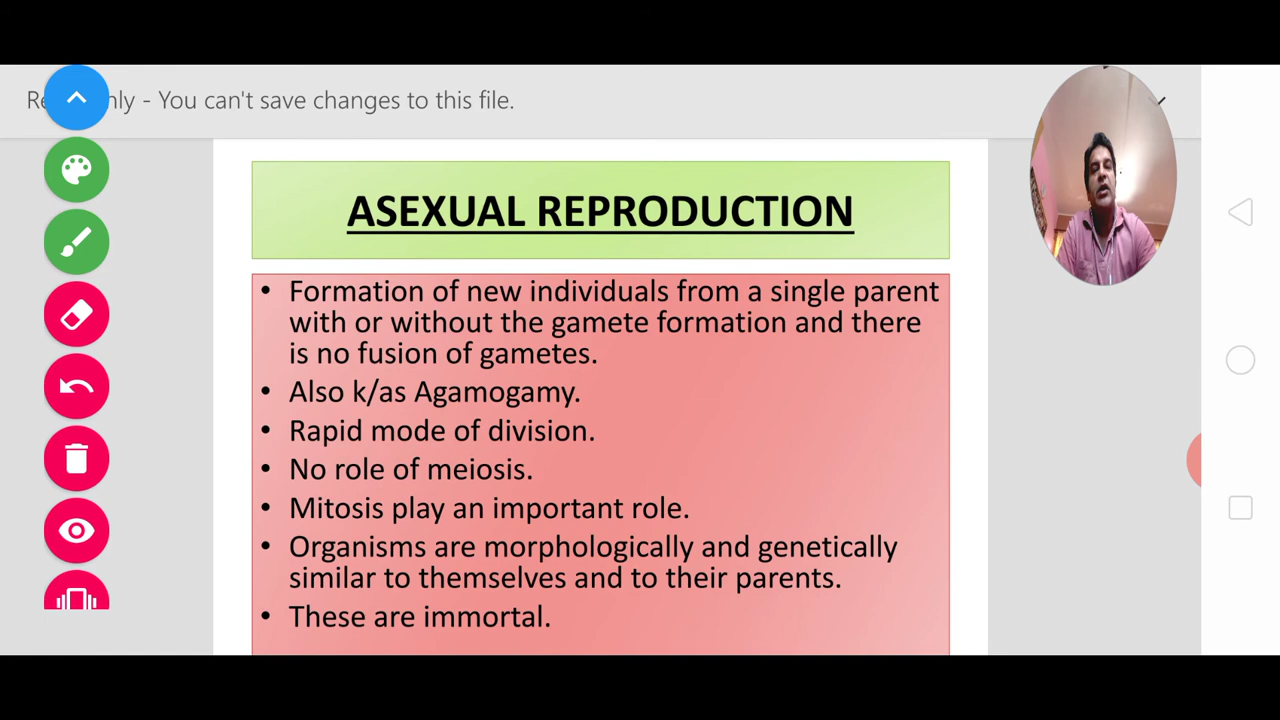 Re nly - You can't save changes to this file.
ASEXUAL REPRODUCTION
• Formation of new individuals from a single parent
with or without the gamete formation and there
is no fusion of gametes.
• Also k/as Agamogamy.
• Rapid mode of division.
• No role of meiosis.
• Mitosis play an important role.
• Organisms are morphologically and genetically
similar to themselves and to their parents.
• These are immortal.